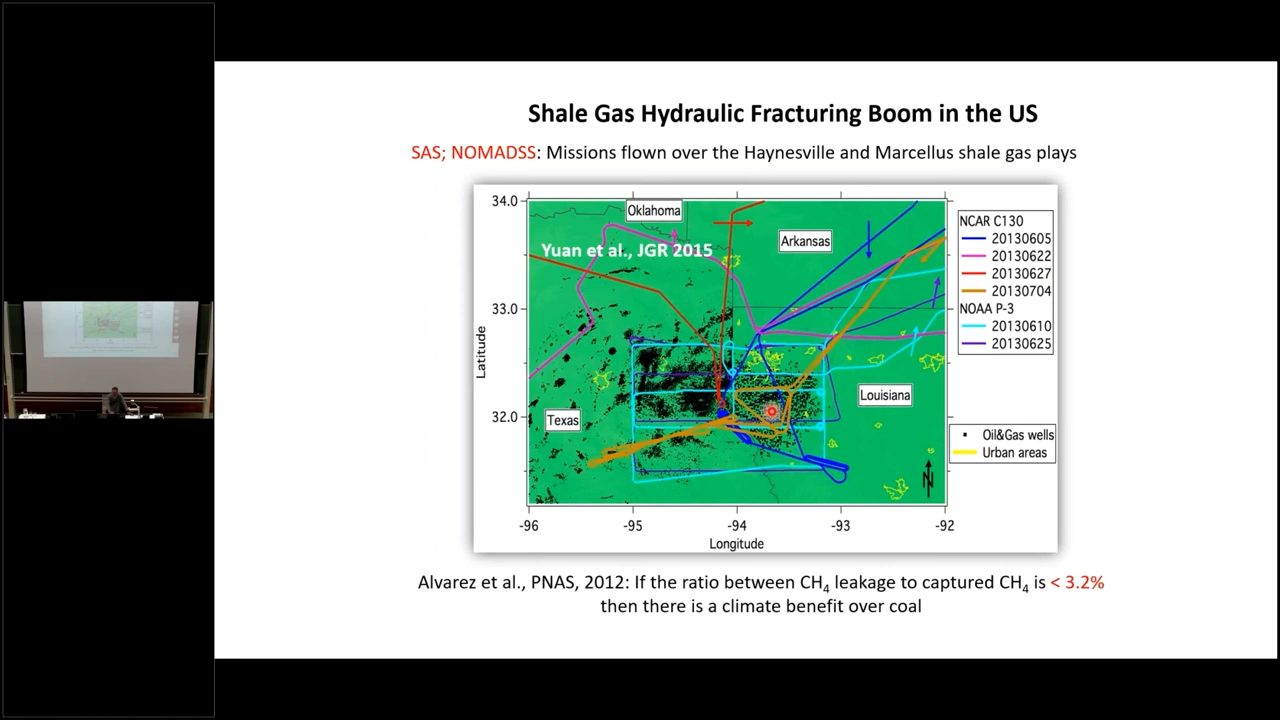 Shale Gas Hydraulic Fracturing Boom in the US
SAS; NOMADSS: Missions flown over the Haynesville and Marcellus shale gas plays
34.0
33.0
32.0
Latitude
Oklahoma
Arkansas
Yuan et al., JGR 2015
Texas
Louisiana
-96
-95
-94
-93
-92
Longitude
N
NCAR C130
20130605
20130622
20130627
20130704
NOAA P-3
20130610
20130625
Oil&Gas wells
Urban areas
Alvarez et al., PNAS, 2012: If the ratio between CH₄ leakage to captured CH₄ is < 3.2%
then there is a climate benefit over coal